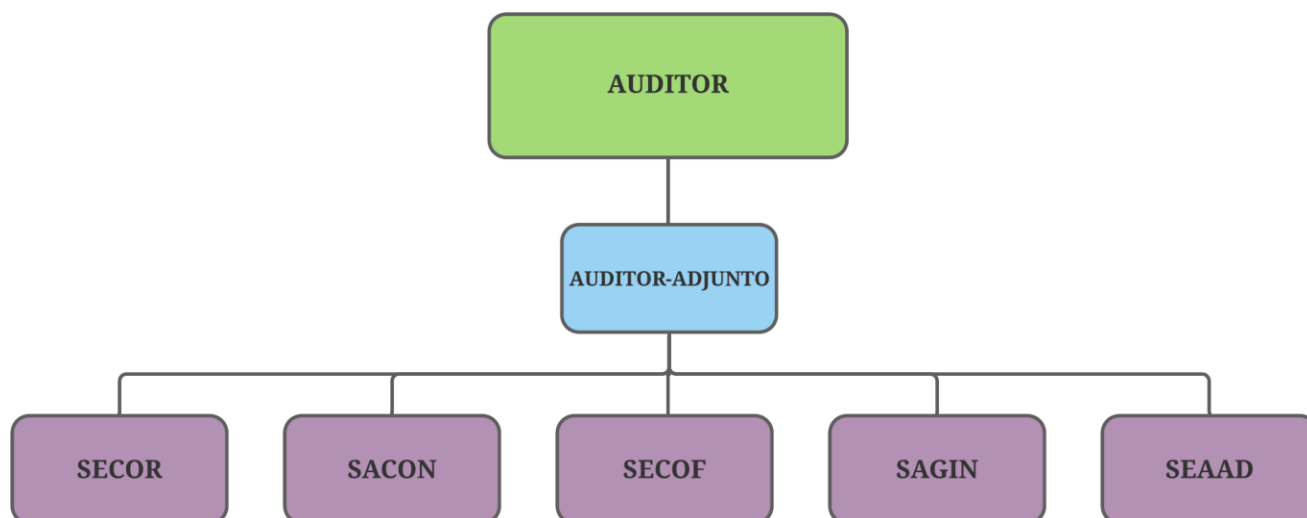 AUDITOR
AUDITOR-ADJUNTO
SECOR
SACON
SECOF
SAGIN
SEAAD